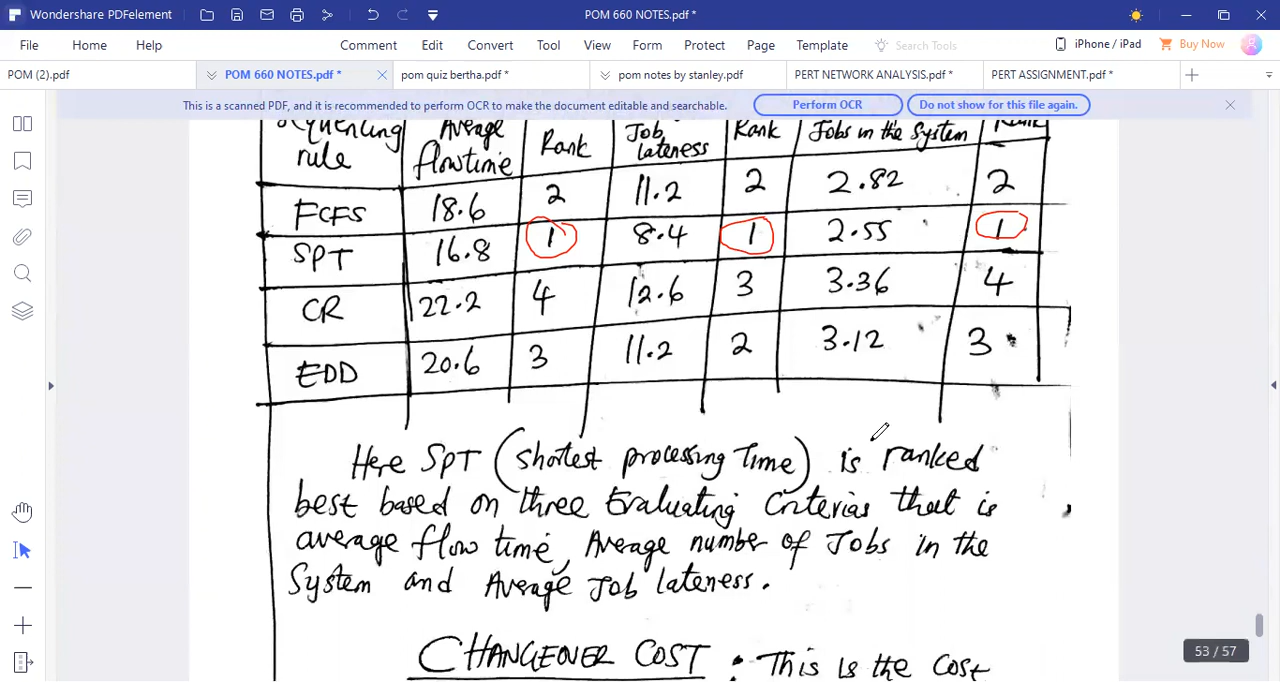 Wondershare PDFelement
POM 660 NOTES.pdf *
File Home Help Comment Edit Convert Tool View Form Protect Page Template Search Tools iPhone / iPad Buy Now
POM (2).pdf POM 660 NOTES.pdf * pom quiz bertha.pdf * pom notes by stanley.pdf PERT NETWORK ANALYSIS.pdf * PERT ASSIGNMENT.pdf *
This is a scanned PDF, and it is recommended to perform OCR to make the document editable and searchable. Perform OCR Do not show for this file again.
Sequencing Average Rank Job Rank Jobs in the System Rank
rule flowtime lateness
FCFS 18.6 2 11.2 2 2.82 2
SPT 16.8 1 8.4 1 2.55 1
CR 22.2 4 12.6 3 3.36 4
EDD 20.6 3 11.2 2 3.12 3
Here SPT (shortest processing Time) is ranked
best based on three Evaluating Criterias that is
average flow time, Average number of Jobs in the
System and Average Job lateness.
CHANGEOVER COST : This is the cost
53 / 57